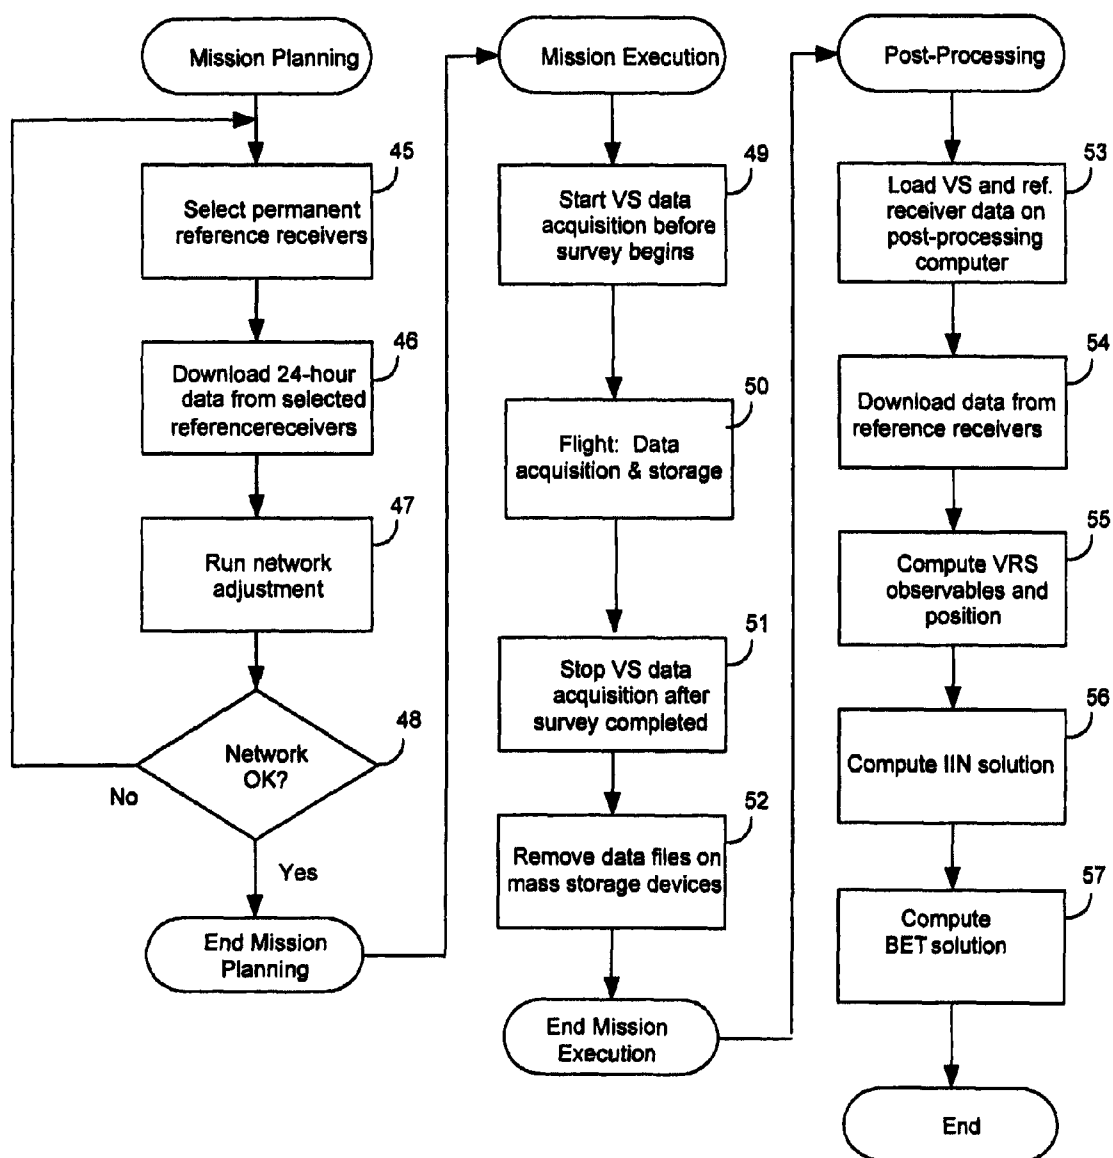 Mission Planning
45
Select permanent
reference receivers
46
Download 24-hour
data from selected
referencereceivers
47
Run network
adjustment
48
Network
OK?
No
Yes
End Mission
Planning
Mission Execution
49
Start VS data
acquisition before
survey begins
50
Flight: Data
acquisition & storage
51
Stop VS data
acquisition after
survey completed
52
Remove data files on
mass storage devices
End Mission
Execution
Post-Processing
53
Load VS and ref.
receiver data on
post-processing
computer
54
Download data from
reference receivers
55
Compute VRS
observables and
position
56
Compute IIN solution
57
Compute
BET solution
End